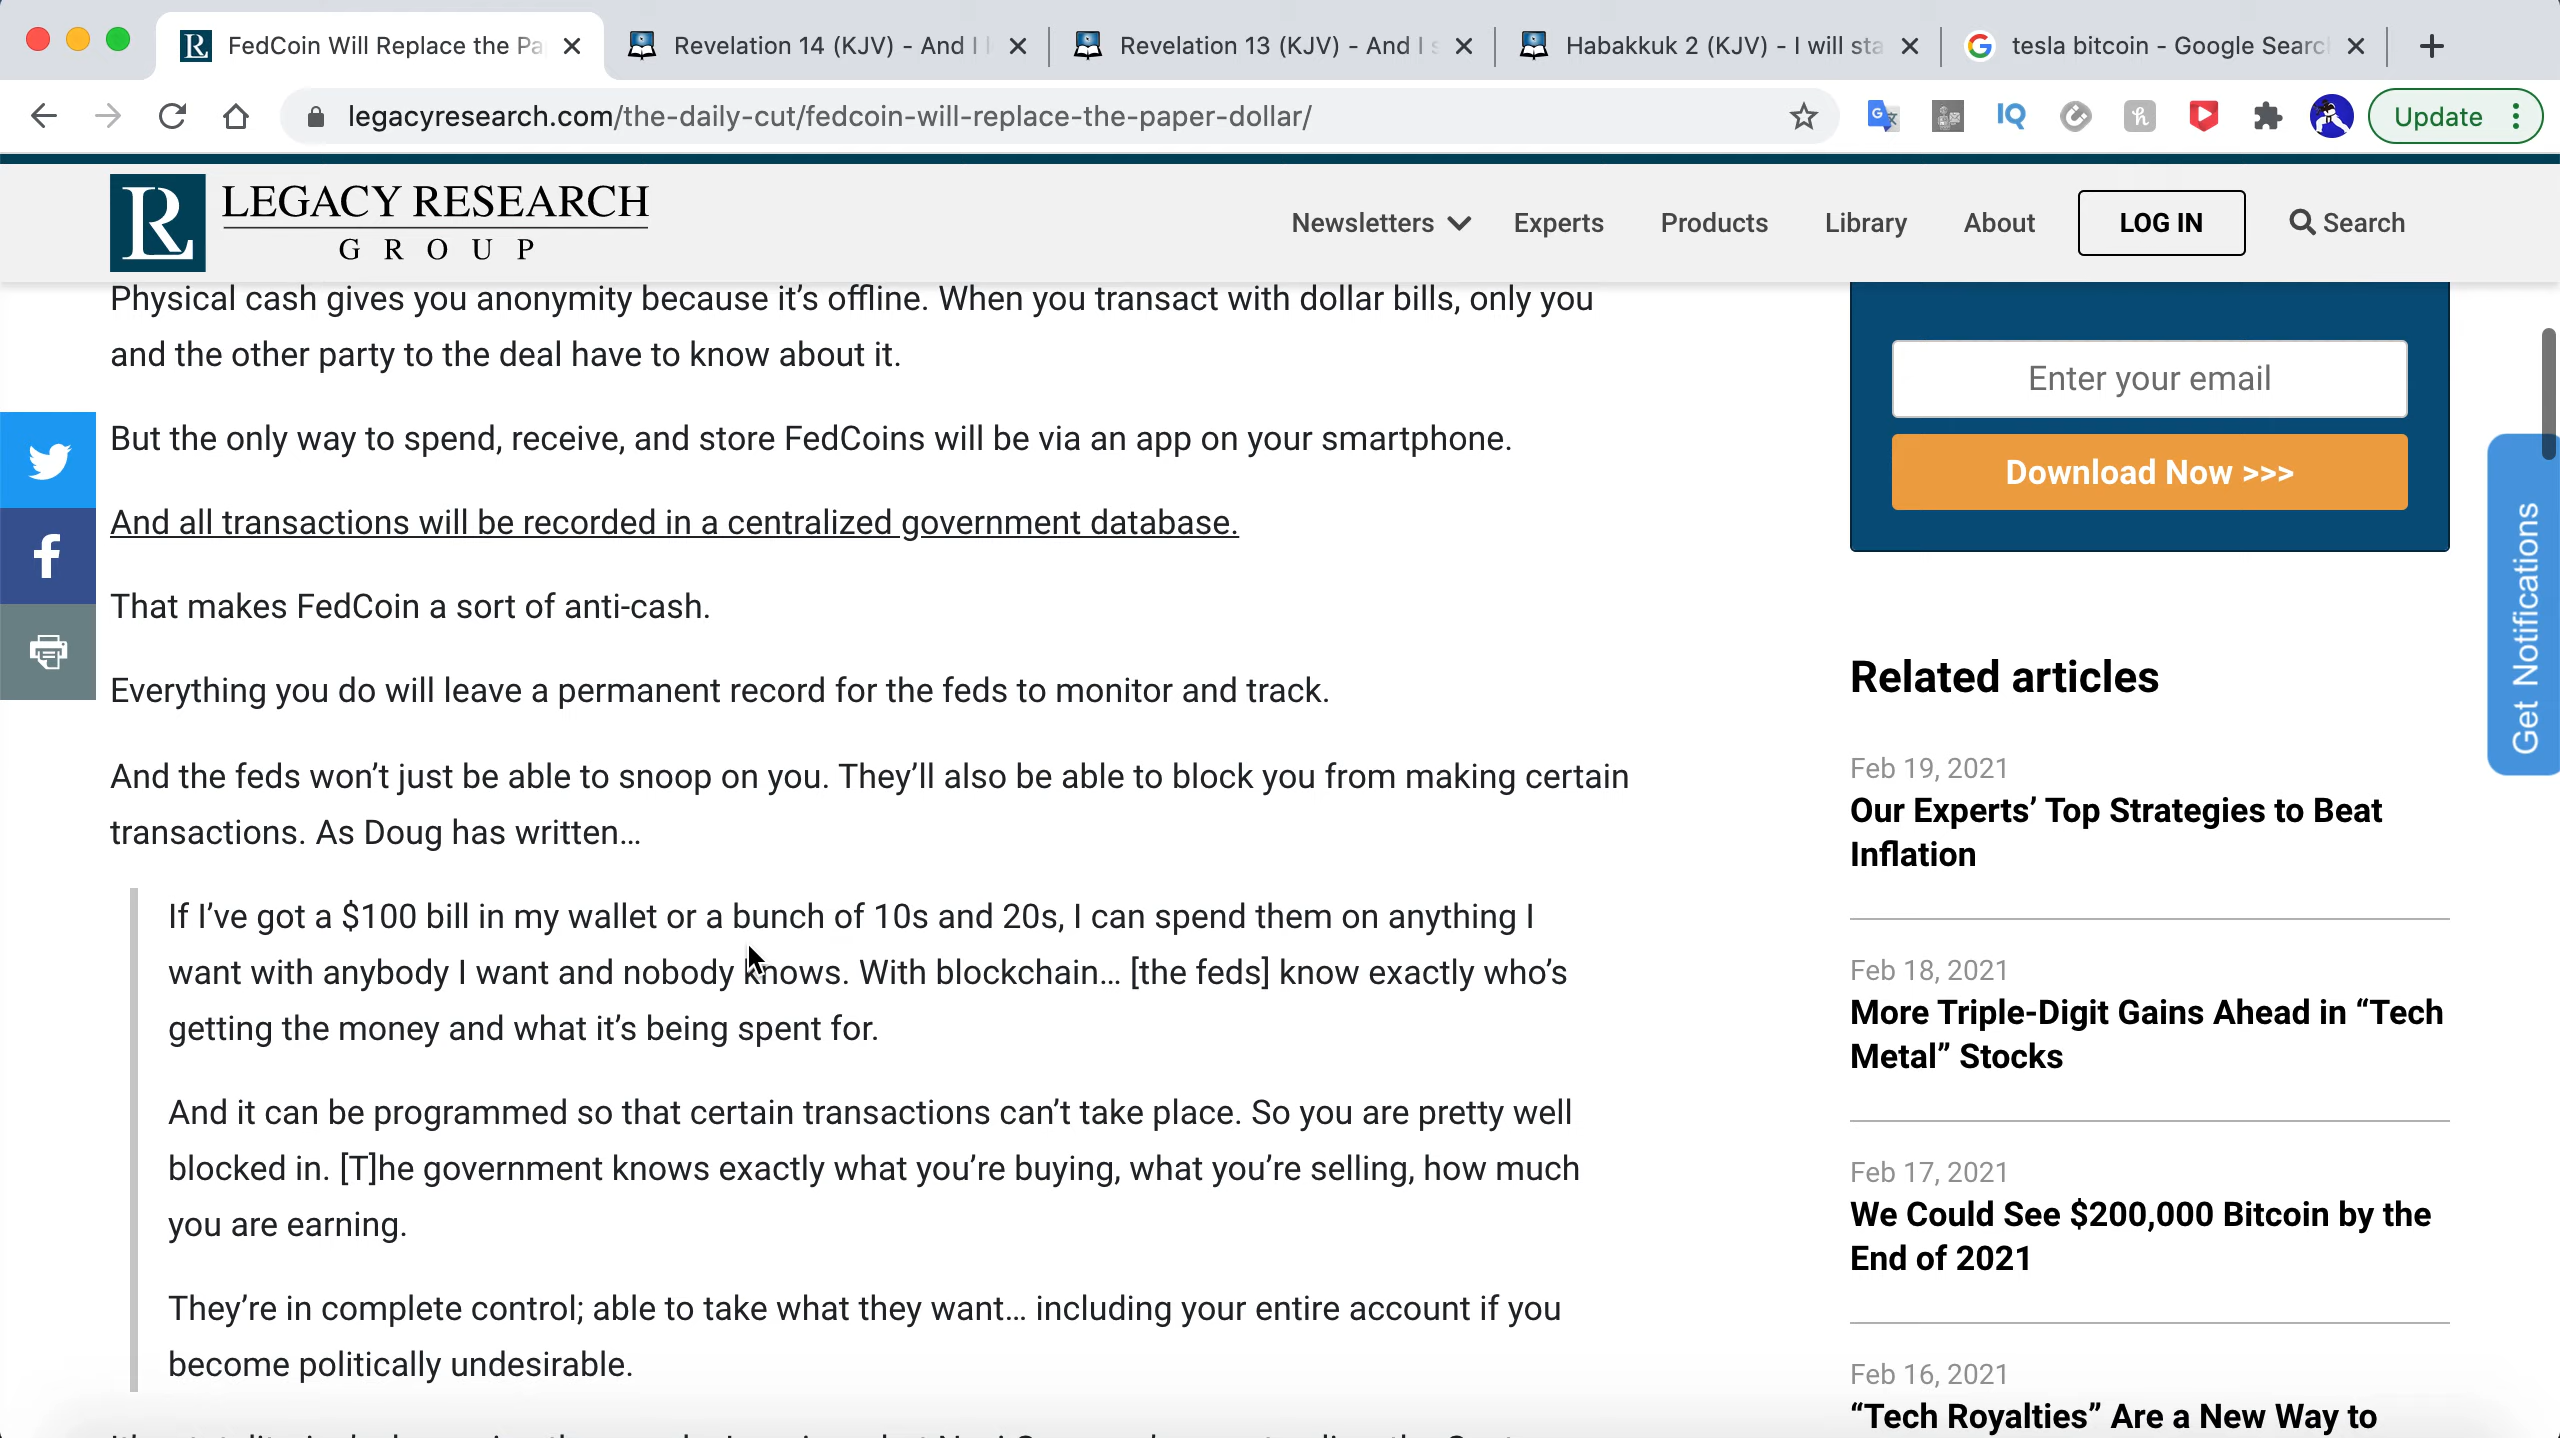 FedCoin Will Replace the Pa
Revelation 14 (KJV) - And I l
Revelation 13 (KJV) - And I s
Habakkuk 2 (KJV) - I will sta
tesla bitcoin - Google Searc
legacyresearch.com/the-daily-cut/fedcoin-will-replace-the-paper-dollar/
Update
LEGACY RESEARCH
GROUP
Newsletters
Experts
Products
Library
About
LOG IN
Search
Physical cash gives you anonymity because it’s offline. When you transact with dollar bills, only you
and the other party to the deal have to know about it.
But the only way to spend, receive, and store FedCoins will be via an app on your smartphone.
And all transactions will be recorded in a centralized government database.
That makes FedCoin a sort of anti-cash.
Everything you do will leave a permanent record for the feds to monitor and track.
And the feds won’t just be able to snoop on you. They’ll also be able to block you from making certain
transactions. As Doug has written…
If I’ve got a $100 bill in my wallet or a bunch of 10s and 20s, I can spend them on anything I
want with anybody I want and nobody knows. With blockchain… [the feds] know exactly who’s
getting the money and what it’s being spent for.
And it can be programmed so that certain transactions can’t take place. So you are pretty well
blocked in. [T]he government knows exactly what you’re buying, what you’re selling, how much
you are earning.
They’re in complete control; able to take what they want… including your entire account if you
become politically undesirable.
Enter your email
Download Now >>>
Get Notifications
Related articles
Feb 19, 2021
Our Experts’ Top Strategies to Beat
Inflation
Feb 18, 2021
More Triple-Digit Gains Ahead in “Tech
Metal” Stocks
Feb 17, 2021
We Could See $200,000 Bitcoin by the
End of 2021
Feb 16, 2021
“Tech Royalties” Are a New Way to